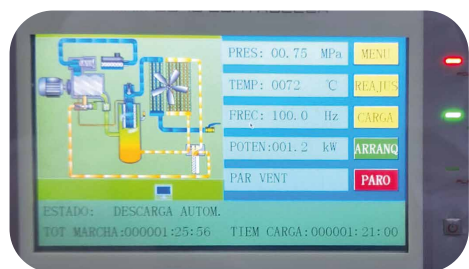 PRES: 00.75 MPa MENU
TEMP: 0072 ℃ REAJUS
FREC: 100.0 Hz CARGA
POTEN:001.2 kW ARRANQ
PAR VENT PARO
ESTADO: DESCARGA AUTOM.
TOT MARCHA:000001:25:56 TIEM CARGA:000001:21:00